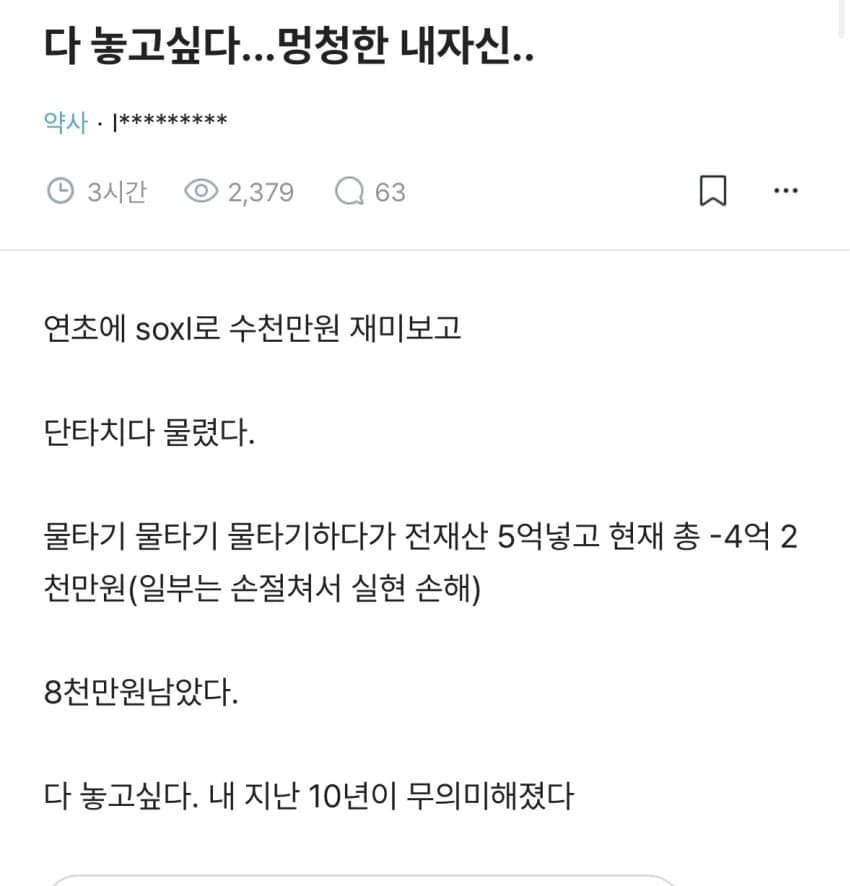 다 놓고싶다...멍청한 내자신..
약사 · l*********
3시간 2,379 63
연초에 soxl로 수천만원 재미보고
단타치다 물렸다.
물타기 물타기 물타기하다가 전재산 5억넣고 현재 총 -4억 2
천만원(일부는 손절쳐서 실현 손해)
8천만원남았다.
다 놓고싶다. 내 지난 10년이 무의미해졌다